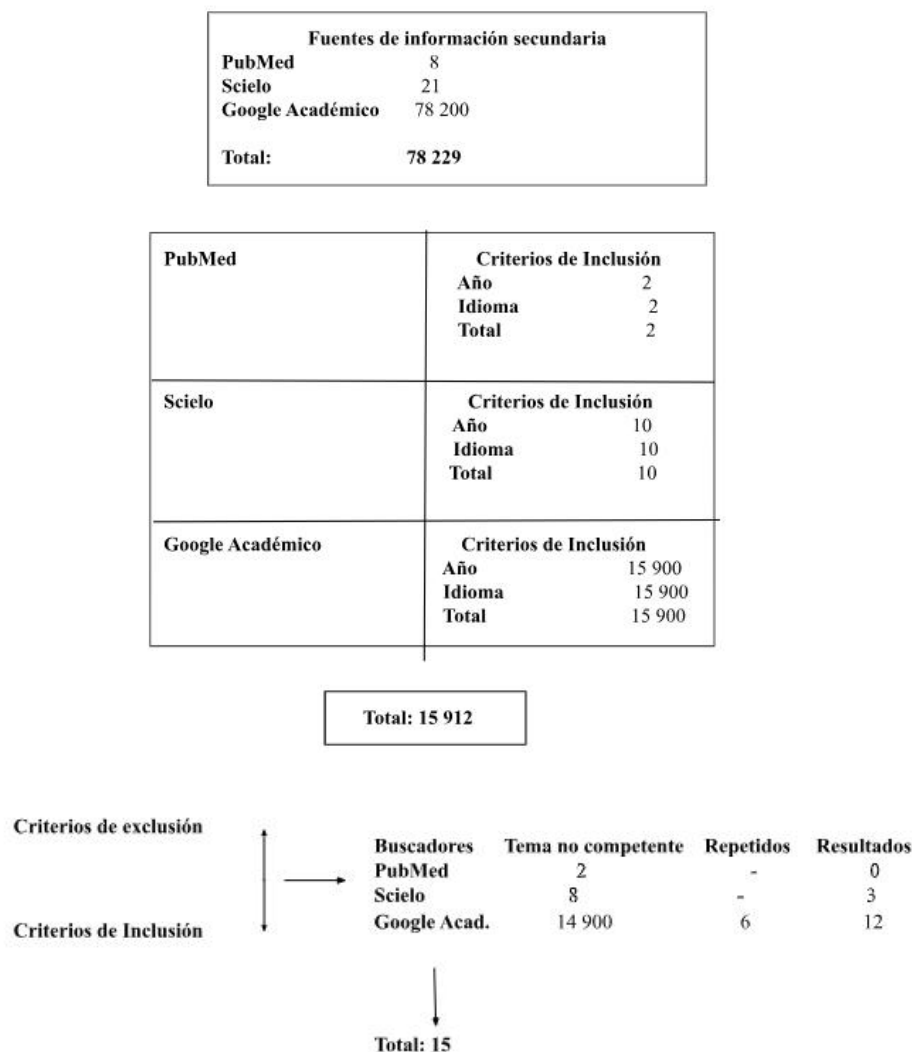 Fuentes de información secundaria
PubMed 8
Scielo 21
Google Académico 78 200
Total: 78 229
PubMed
Criterios de Inclusión
Año 2
Idioma 2
Total 2
Scielo
Criterios de Inclusión
Año 10
Idioma 10
Total 10
Google Académico
Criterios de Inclusión
Año 15 900
Idioma 15 900
Total 15 900
Total: 15 912
Criterios de exclusión
Criterios de Inclusión
Buscadores Tema no competente Repetidos Resultados
PubMed 2 - 0
Scielo 8 - 3
Google Acad. 14 900 6 12
Total: 15